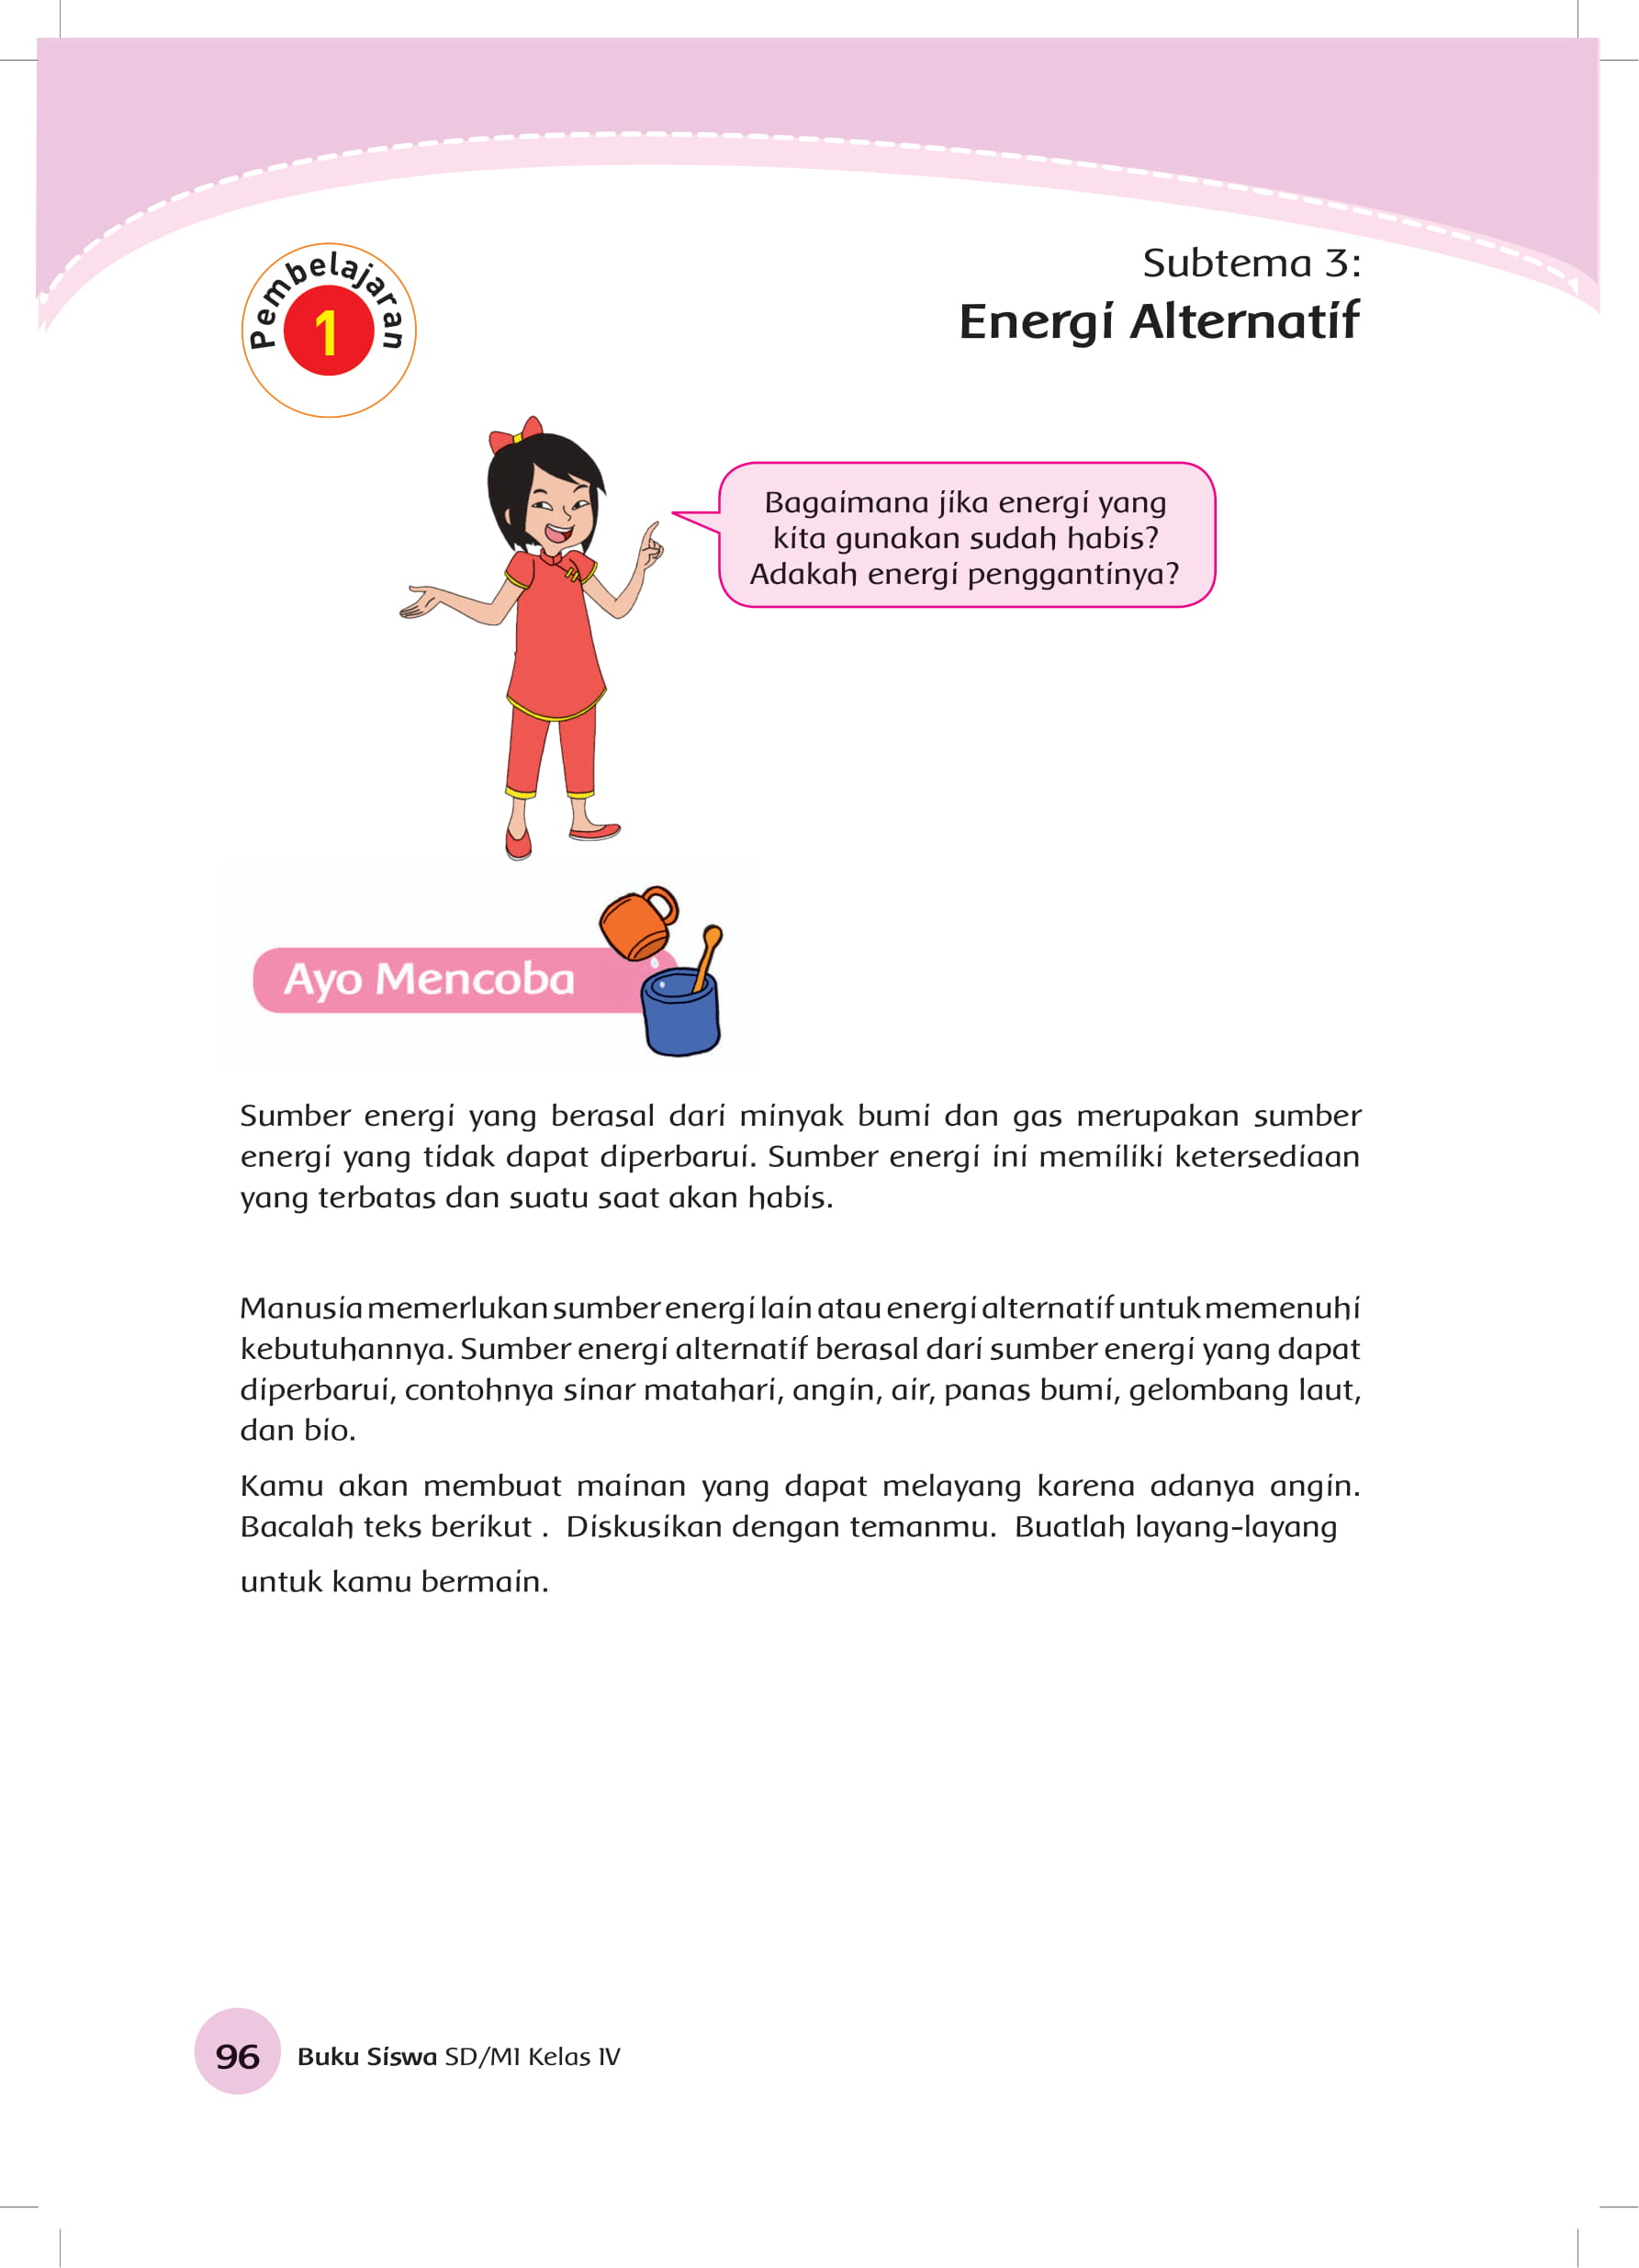 Pembelajaran
1
Subtema 3:
Energi Alternatif
Bagaimana jika energi yang
kita gunakan sudah habis?
Adakah energi penggantinya?
Ayo Mencoba
Sumber energi yang berasal dari minyak bumi dan gas merupakan sumber
energi yang tidak dapat diperbarui. Sumber energi ini memiliki ketersediaan
yang terbatas dan suatu saat akan habis.
Manusia memerlukan sumber energi lain atau energi alternatif untuk memenuhi
kebutuhannya. Sumber energi alternatif berasal dari sumber energi yang dapat
diperbarui, contohnya sinar matahari, angin, air, panas bumi, gelombang laut,
dan bio.
Kamu akan membuat mainan yang dapat melayang karena adanya angin.
Bacalah teks berikut .  Diskusikan dengan temanmu.  Buatlah layang-layang
untuk kamu bermain.
96 Buku Siswa SD/MI Kelas IV